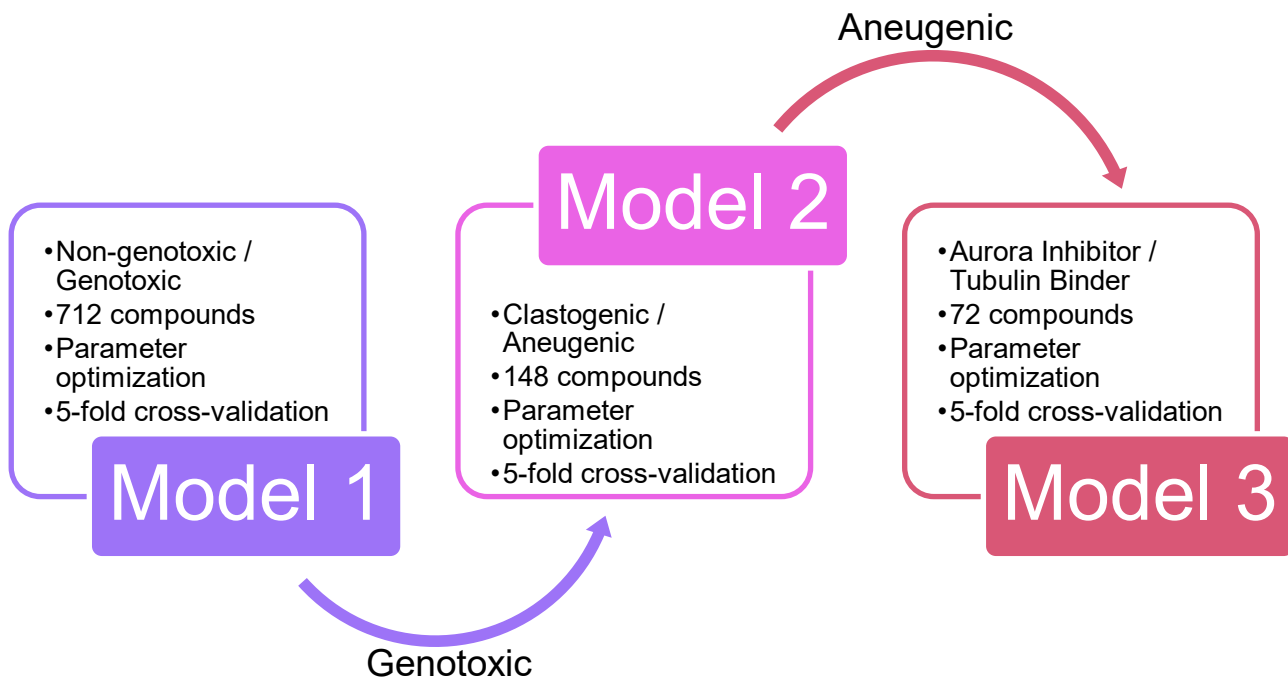 •Non-genotoxic /
Genotoxic
•712 compounds
•Parameter
optimization
•5-fold cross-validation
Model 1
Genotoxic
Model 2
•Clastogenic /
Aneugenic
•148 compounds
•Parameter
optimization
•5-fold cross-validation
Aneugenic
•Aurora Inhibitor /
Tubulin Binder
•72 compounds
•Parameter
optimization
•5-fold cross-validation
Model 3